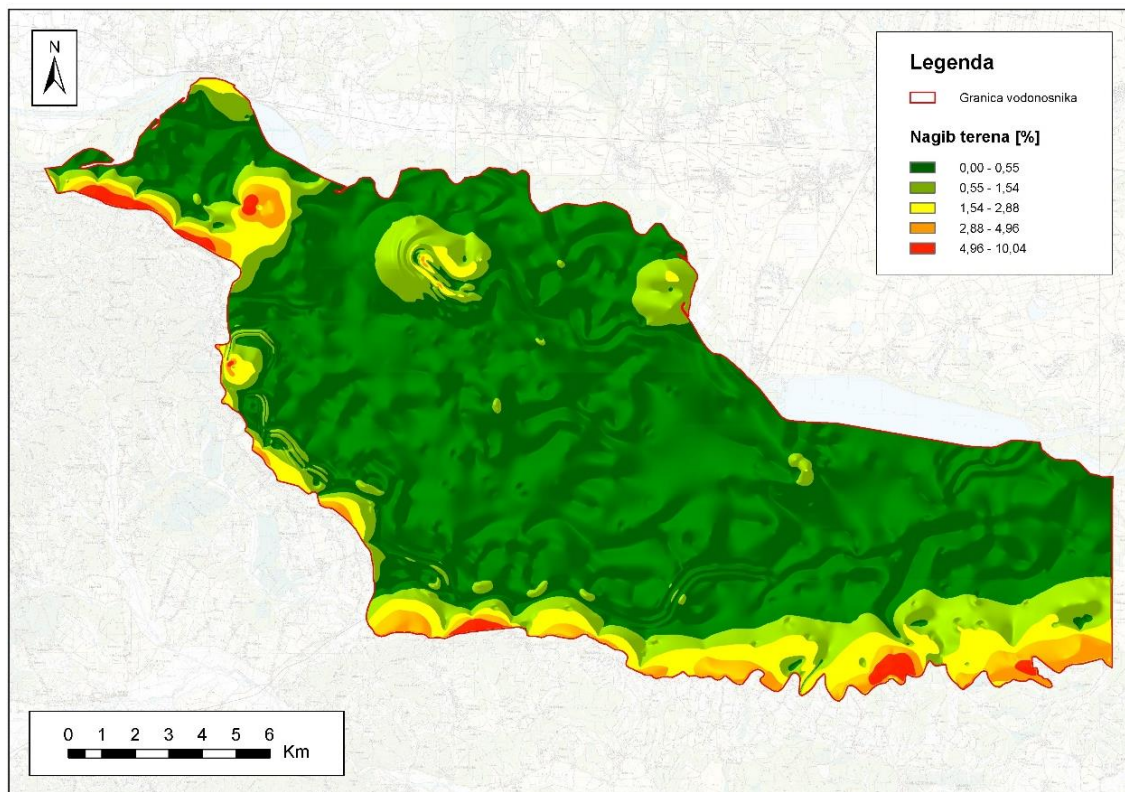 N
Legenda
Granica vodonosnika
Nagib terena [%]
0,00 - 0,55
0,55 - 1,54
1,54 - 2,88
2,88 - 4,96
4,96 - 10,04
0 1 2 3 4 5 6
Km